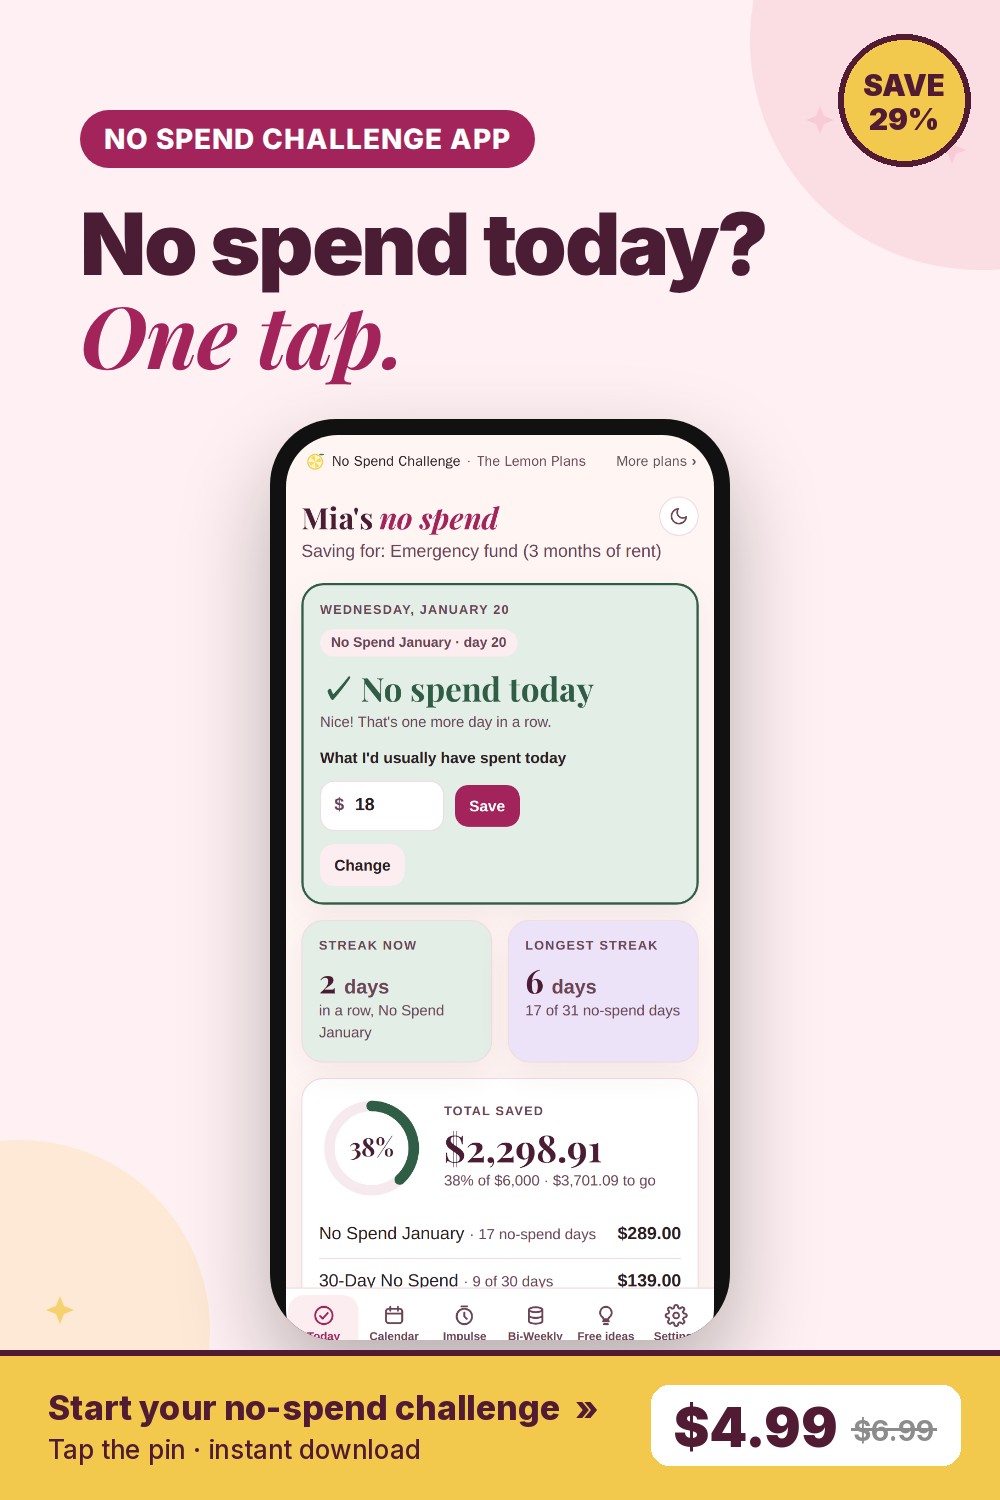 SAVE
29%
NO SPEND CHALLENGE APP
No spend today?
One tap.
No Spend Challenge · The Lemon Plans
More plans ›
Mia's no spend
Saving for: Emergency fund (3 months of rent)
WEDNESDAY, JANUARY 20
No Spend January · day 20
✓ No spend today
Nice! That's one more day in a row.
What I'd usually have spent today
$ 18
Save
Change
STREAK NOW
2 days
in a row, No Spend
January
LONGEST STREAK
6 days
17 of 31 no-spend days
38%
TOTAL SAVED
$2,298.91
38% of $6,000 · $3,701.09 to go
No Spend January · 17 no-spend days $289.00
30-Day No Spend · 9 of 30 days $139.00
Today Calendar Impulse Bi-Weekly Free ideas
Start your no-spend challenge »
Tap the pin · instant download
$4.99 $6.99